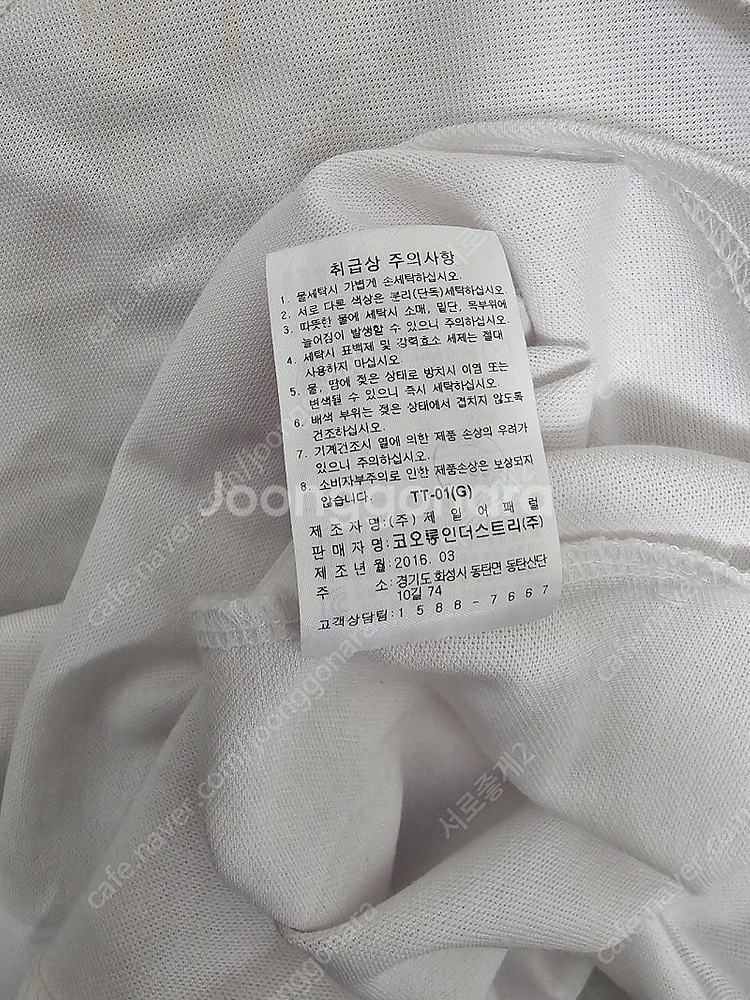 취급상 주의사항
1. 물세탁시 가볍게 손세탁하십시오.
2. 서로 다른 색상은 분리(단독)세탁하십시오.
3. 따뜻한 물에 세탁시 소매, 밑단, 목부위에
늘어짐이 발생할 수 있으니 주의하십시오.
4. 세탁시 표백제 및 강력효소 세제는 절대
사용하지 마십시오.
5. 물, 땀에 젖은 상태로 방치시 이염 또는
변색될 수 있으니 즉시 세탁하십시오.
6. 배색 부위는 젖은 상태에서 겹치지 않도록
건조하십시오.
7. 기계건조시 열에 의한 제품 손상의 우려가
있으니 주의하십시오.
8. 소비자부주의로 인한 제품손상은 보상되지
않습니다. TT-01(G)
제조자명:(주)제일어패럴
판매자명:코오롱인더스트리(주)
제조년월:2016. 03
주 소:경기도 화성시 동탄면 동탄산단
10길 74
고객상담팀:1588-7667
Joonggonara
cafe.naver.com/joonggonara
서로좋게2